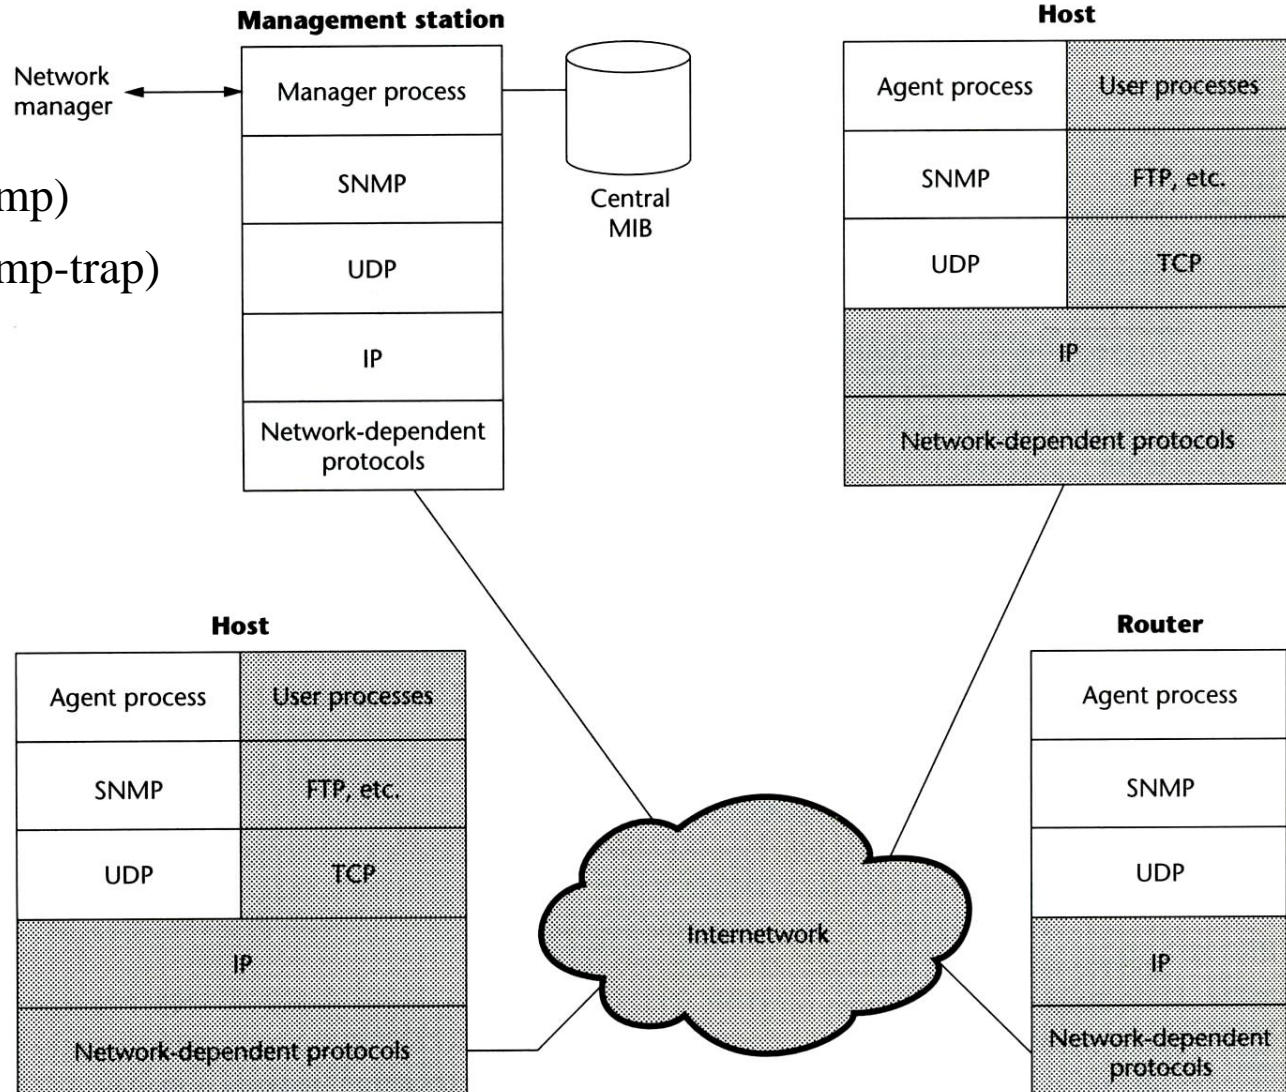 Management station
Network
manager
Manager process
SNMP
UDP
IP
Network-dependent
protocols
Central
MIB
mp)
mp-trap)
Host
Agent process
User processes
SNMP
FTP, etc.
UDP
TCP
IP
Network-dependent protocols
Host
Agent process
User processes
SNMP
FTP, etc.
UDP
TCP
IP
Network-dependent protocols
Internetwork
Router
Agent process
SNMP
UDP
IP
Network-dependent
protocols